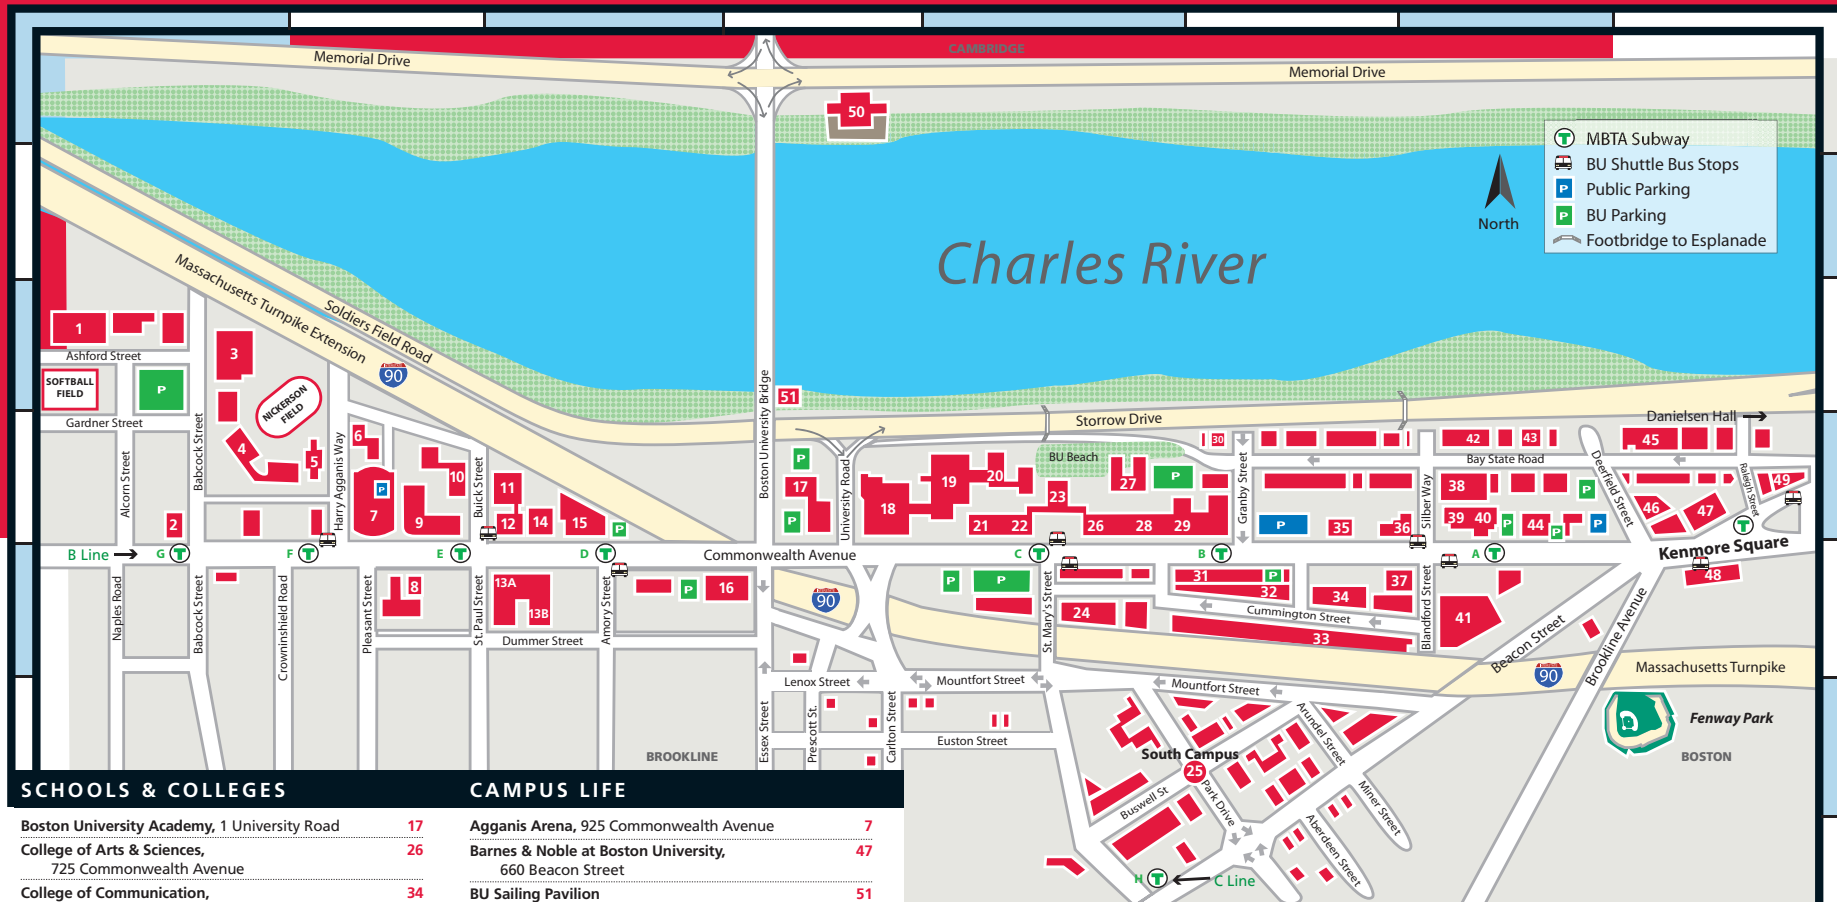 CAMBRIDGE
Memorial Drive
Memorial Drive
50
MBTA Subway
BU Shuttle Bus Stops
P Public Parking
P BU Parking
Footbridge to Esplanade
North
Charles River
Massachusetts Turnpike Extension
Soldiers Field Road
90
1
Ashford Street
SOFTBALL
FIELD
P
Gardner Street
3
NICKERSON
FIELD
4
5
6
P
7
Alcorn Street
Babcock Street
Harry Agganis Way
2
9
10
Buick Street
11
12
14
15
P
Boston University Bridge
51
P
17
P
University Road
18
19
20
BU Beach
Storrow Drive
23
21
22
26
27
28
29
P
30
Granby Street
P
35
36
Silber Way
Bay State Road
42
43
38
39
40
P
44
P
P
P
Deerfield Street
Danielsen Hall
45
46
47
Raleigh Street
49
B Line
G T
F T
E T
D T
Commonwealth Avenue
C T
B T
A T
T
Kenmore Square
48
Naples Road
Babcock Street
Crowninshield Road
Pleasant Street
8
St. Paul Street
13A
13B
Dummer Street
Amory Street
P
16
90
P
P
St. Mary's Street
24
31
P
32
Cummington Street
34
37
33
Blandford Street
41
Beacon Street
Brookline Avenue
90
Massachusetts Turnpike
Lenox Street
Mountfort Street
Mountfort Street
Essex Street
Prescott St.
Carlton Street
Euston Street
BROOKLINE
South Campus
25
Arundel Street
Buswell St
Park Drive
Miner Street
Aberdeen Street
H T
C Line
Fenway Park
BOSTON
SCHOOLS & COLLEGES
Boston University Academy, 1 University Road 17
College of Arts & Sciences, 26
725 Commonwealth Avenue
College of Communication, 34
CAMPUS LIFE
Agganis Arena, 925 Commonwealth Avenue 7
Barnes & Noble at Boston University, 47
660 Beacon Street
BU Sailing Pavilion 51